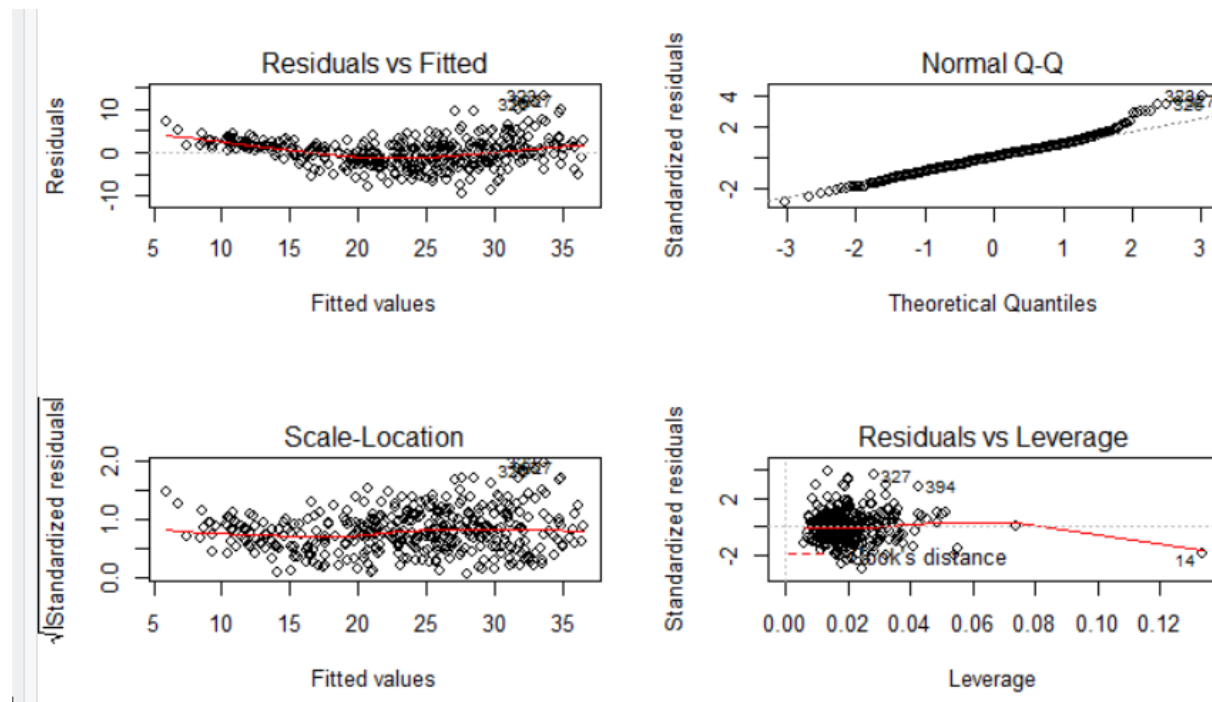 Residuals vs Fitted
Residuals
10
0
-10
327
5 10 15 20 25 30 35
Fitted values
Normal Q-Q
Standardized residuals
4
2
-2
-3 -2 -1 0 1 2 3
Theoretical Quantiles
Scale-Location
√|Standardized residuals|
2.0
1.0
0.0
5 10 15 20 25 30 35
Fitted values
Residuals vs Leverage
Standardized residuals
2
-2
327
394
Cook's distance
14
0.00 0.02 0.04 0.06 0.08 0.10 0.12
Leverage